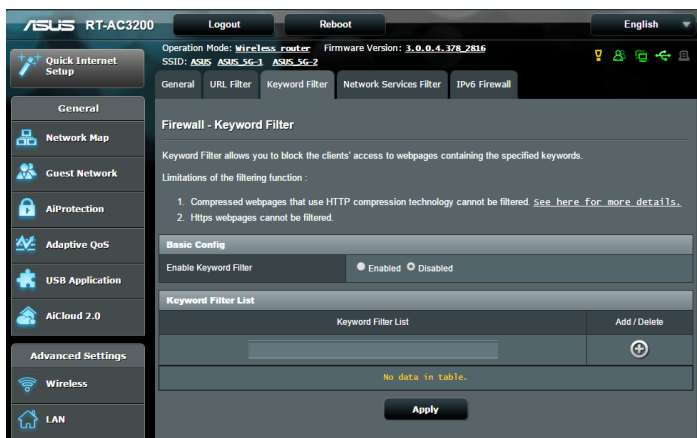 ASUS RT-AC3200 Logout Reboot English
Quick Internet Setup
Operation Mode: Wireless router Firmware Version: 3.0.0.4.378_2816
SSID: ASUS ASUS_5G-1 ASUS_5G-2
General URL Filter Keyword Filter Network Services Filter IPv6 Firewall
General
Network Map
Guest Network
AiProtection
Adaptive QoS
USB Application
AiCloud 2.0
Advanced Settings
Wireless
LAN
Firewall - Keyword Filter
Keyword Filter allows you to block the clients' access to webpages containing the specified keywords.
Limitations of the filtering function :
1. Compressed webpages that use HTTP compression technology cannot be filtered. See here for more details.
2. Https webpages cannot be filtered.
Basic Config
Enable Keyword Filter Enabled Disabled
Keyword Filter List
Keyword Filter List Add / Delete
No data in table.
Apply